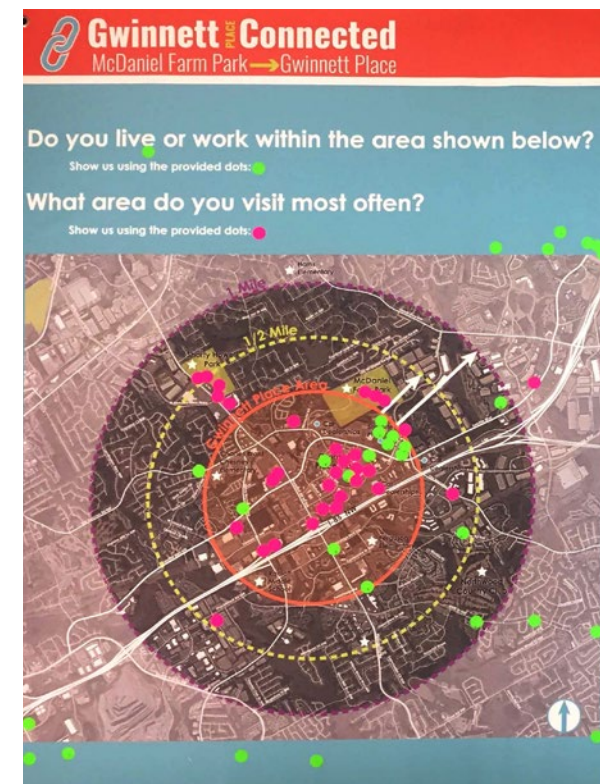 Gwinnett PLACE Connected
McDaniel Farm Park Gwinnett Place
Do you live or work within the area shown below?
Show us using the provided dots:
What area do you visit most often?
Show us using the provided dots:
Elementary
1 Mile
1/2 Mile
Park
McDaniel
Gwinnett Place Area
I-85